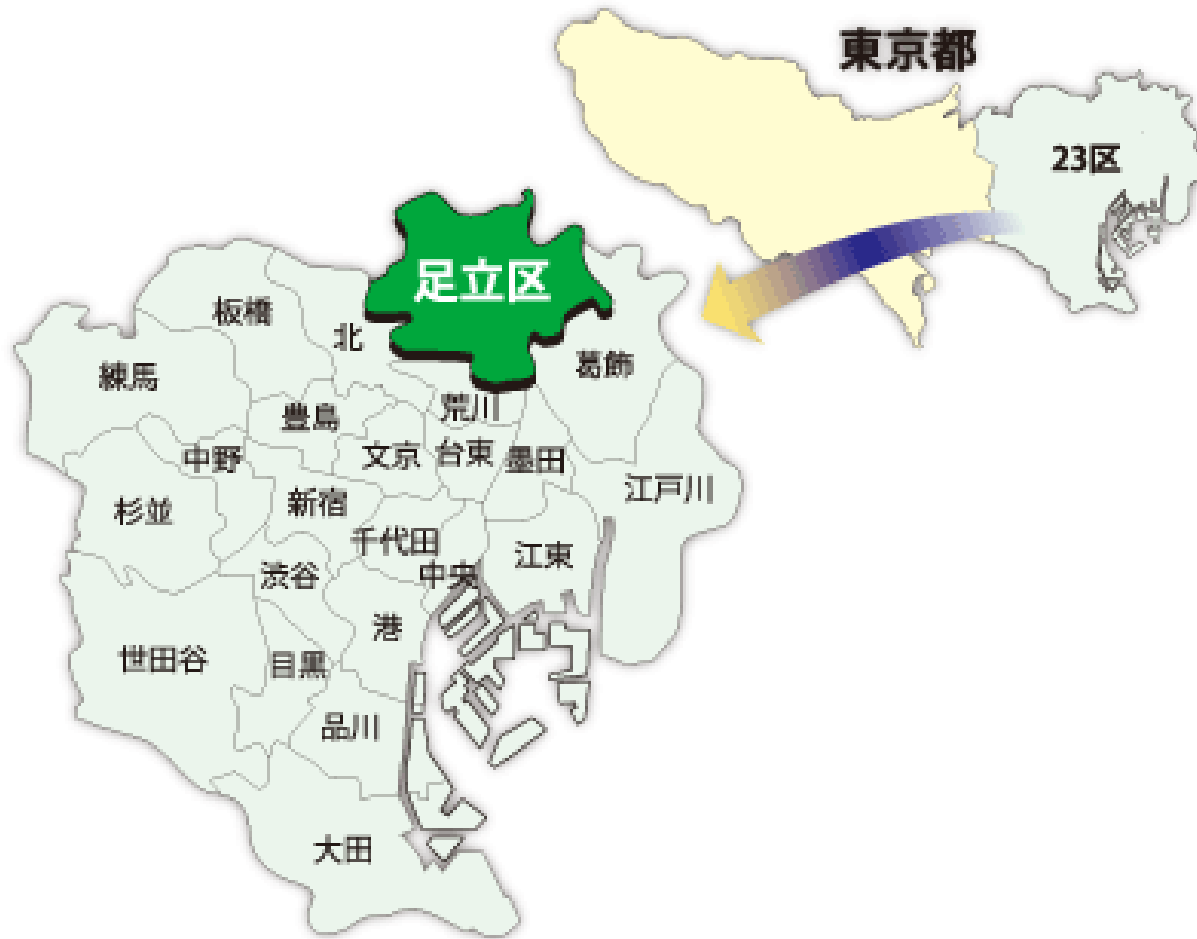 東京都
23区
足立区
板橋
北
練馬
葛飾
豊島
荒川
中野
文京
台東
墨田
江戸川
杉並
新宿
千代田
江東
渋谷
中央
港
世田谷
目黒
品川
大田